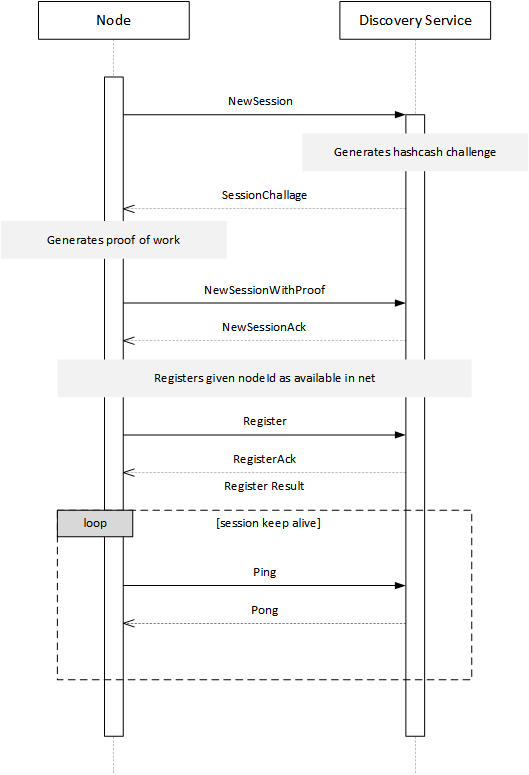 Node
Discovery Service
NewSession
Generates hashcash challenge
SessionChallage
Generates proof of work
NewSessionWithProof
NewSessionAck
Registers given nodeId as available in net
Register
RegisterAck
Register Result
loop
[session keep alive]
Ping
Pong